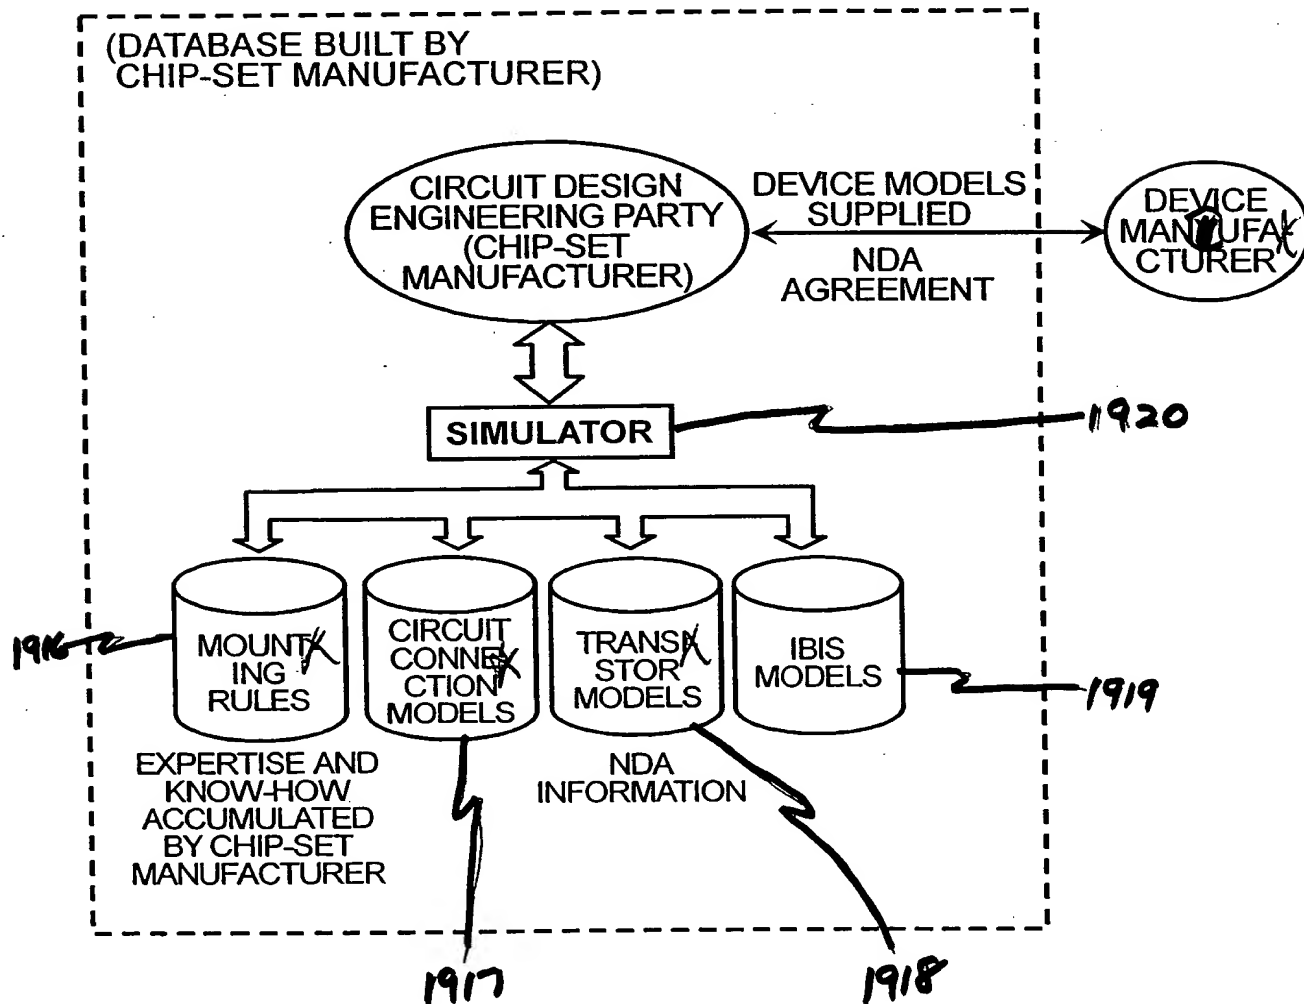 (DATABASE BUILT BY
CHIP-SET MANUFACTURER)
CIRCUIT DESIGN
ENGINEERING PARTY
(CHIP-SET
MANUFACTURER)
DEVICE MODELS
SUPPLIED
NDA
AGREEMENT
DEVICE
MANUFA
CTURER
SIMULATOR
1920
1916
MOUNT
ING
RULES
CIRCUIT
CONNE
CTION
MODELS
TRANSI
STOR
MODELS
IBIS
MODELS
1919
EXPERTISE AND
KNOW-HOW
ACCUMULATED
BY CHIP-SET
MANUFACTURER
NDA
INFORMATION
1917
1918